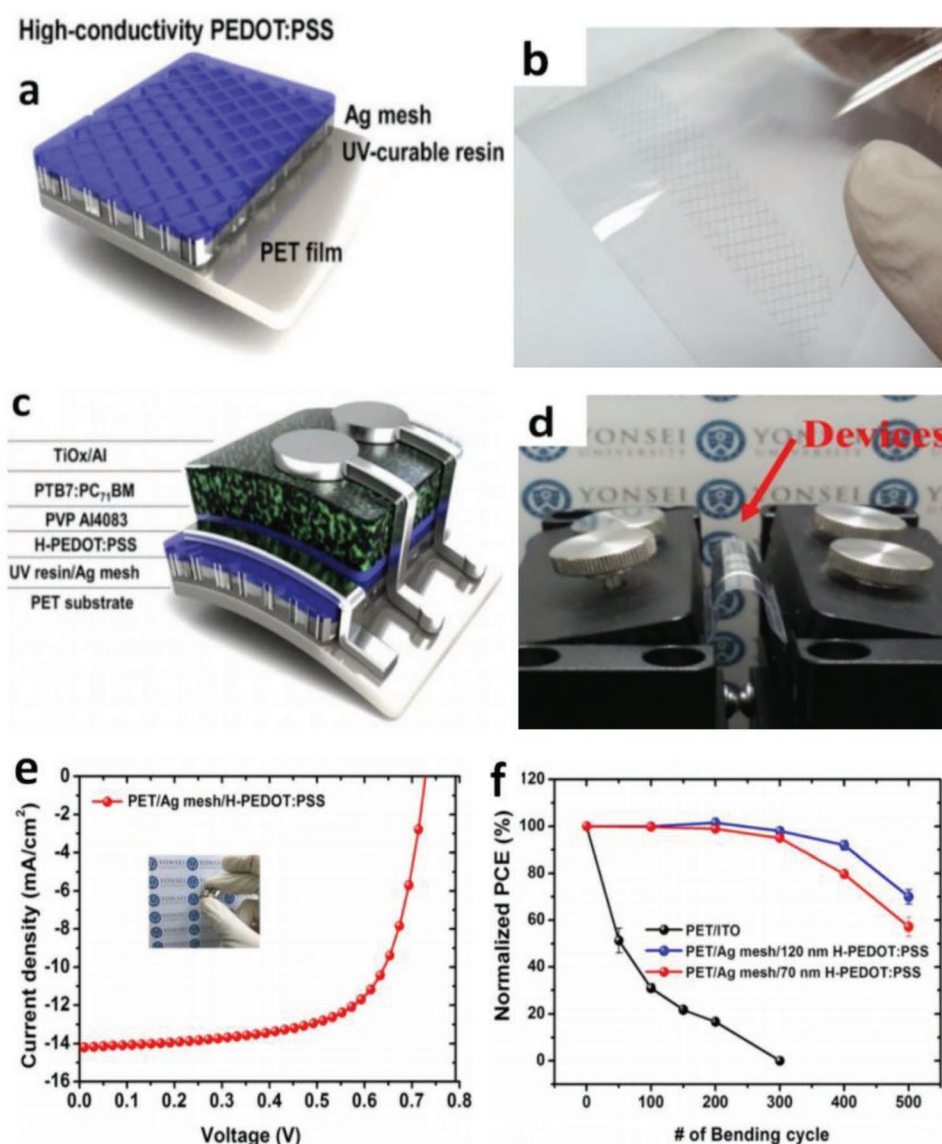 High-conductivity PEDOT:PSS
a
Ag mesh
UV-curable resin
PET film
b
c
TiOx/Al
PTB7:PC71BM
PVP AI4083
H-PEDOT:PSS
UV resin/Ag mesh
PET substrate
d
Devices
YONSEI
UNIVERSITY
YONSEI
e
0
-2
-4
-6
-8
-10
-12
-14
-16
Current density (mA/cm2)
PET/Ag mesh/H-PEDOT:PSS
0.0 0.1 0.2 0.3 0.4 0.5 0.6 0.7 0.8
Voltage (V)
f
120
100
80
60
40
20
0
Normalized PCE (%)
PET/ITO
PET/Ag mesh/120 nm H-PEDOT:PSS
PET/Ag mesh/70 nm H-PEDOT:PSS
0 100 200 300 400 500
# of Bending cycle